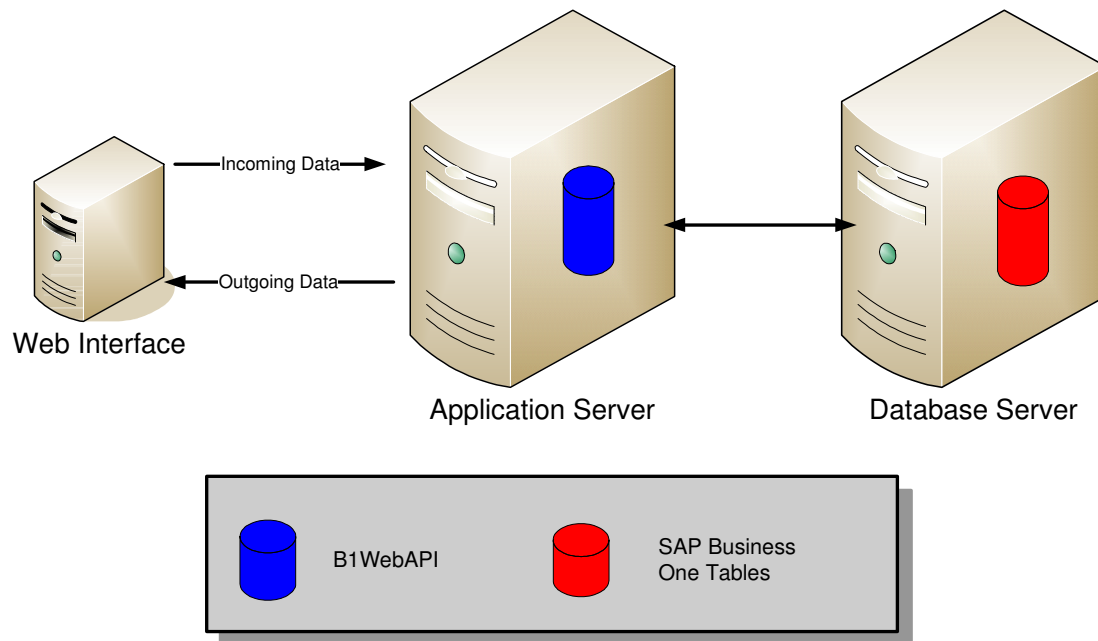 Incoming Data
Outgoing Data
Web Interface
Application Server
Database Server
B1WebAPI
SAP Business
One Tables